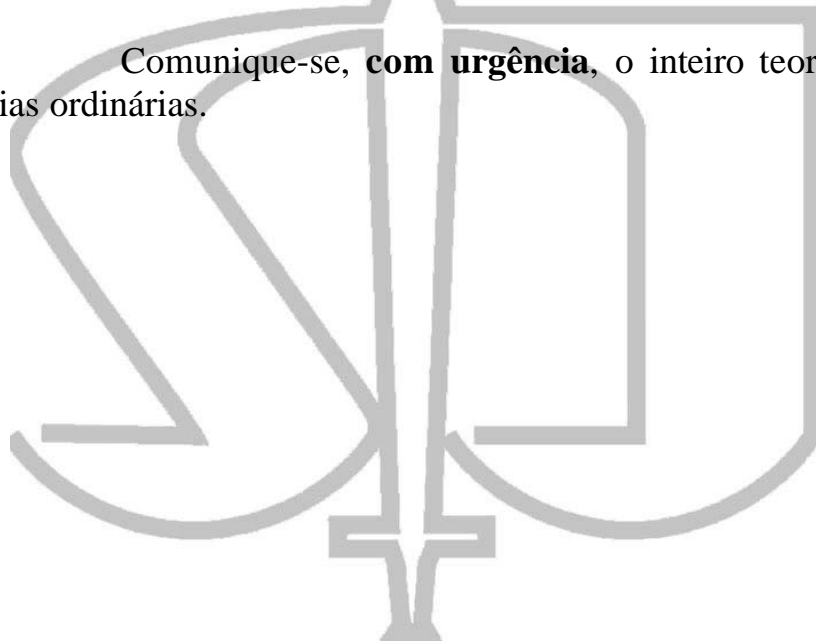 Comunique-se, com urgência, o inteiro teor
ias ordinárias.